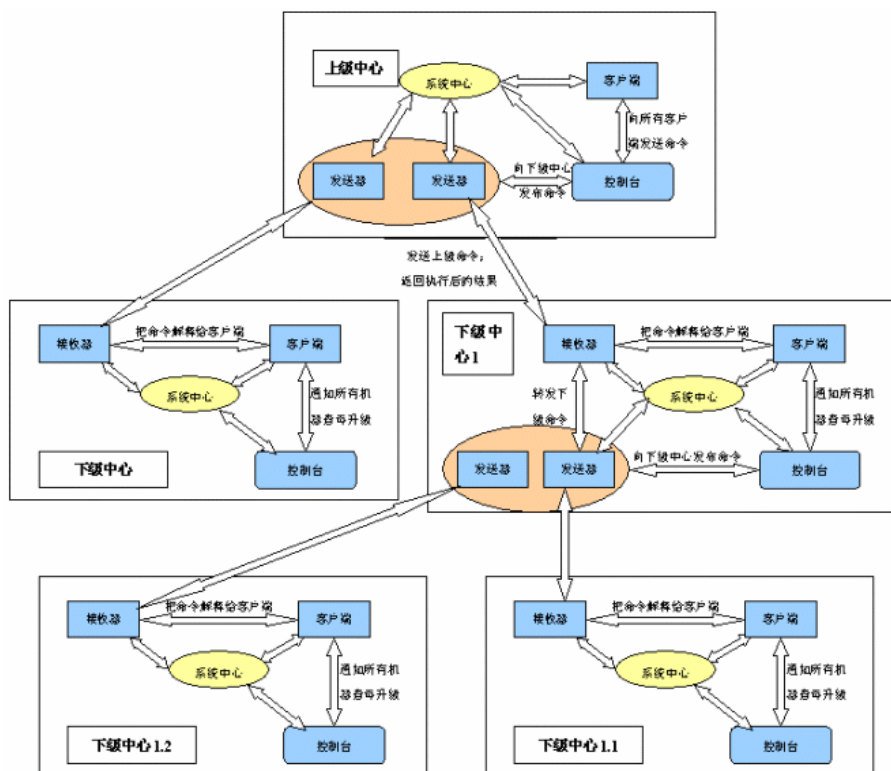 上级中心
系统中心
客户端
向所有客户
端发送命令
发送器
发送器
向下级中心
发布命令
控制台
发送上级命令;
返回执行后的结果
接收器
把命令解释给客户端
客户端
系统中心
通知所有机
器查毒升级
下级中心
控制台
下级中
心1
接收器
把命令解释给客户端
客户端
转发下
级命令
系统中心
通知所有机
器查毒升级
发送器
发送器
向下级中心发布命令
控制台
接收器
把命令解释给客户端
客户端
系统中心
通知所有机
器查毒升级
下级中心1.2
控制台
接收器
把命令解释给客户端
客户端
系统中心
通知所有机
器查毒升级
下级中心1.1
控制台